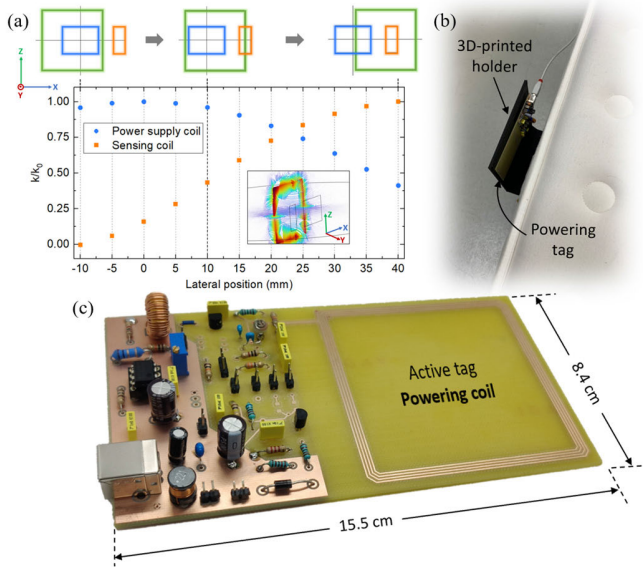 (a)
Z
Y
X
1.00
0.75
0.50
0.25
0.00
k/k0
Power supply coil
Sensing coil
Z
X
Y
-10
-5
0
5
10
15
20
25
30
35
40
Lateral position (mm)
(b)
3D-printed
holder
Powering
tag
(c)
Active tag
Powering coil
8.4 cm
15.5 cm